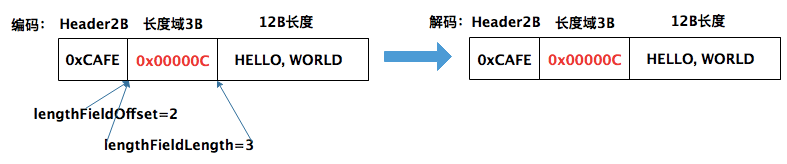 编码： Header2B 长度域3B 12B长度
0xCAFE 0x00000C HELLO, WORLD
lengthFieldOffset=2
lengthFieldLength=3
解码： Header2B 长度域3B 12B长度
0xCAFE 0x00000C HELLO, WORLD